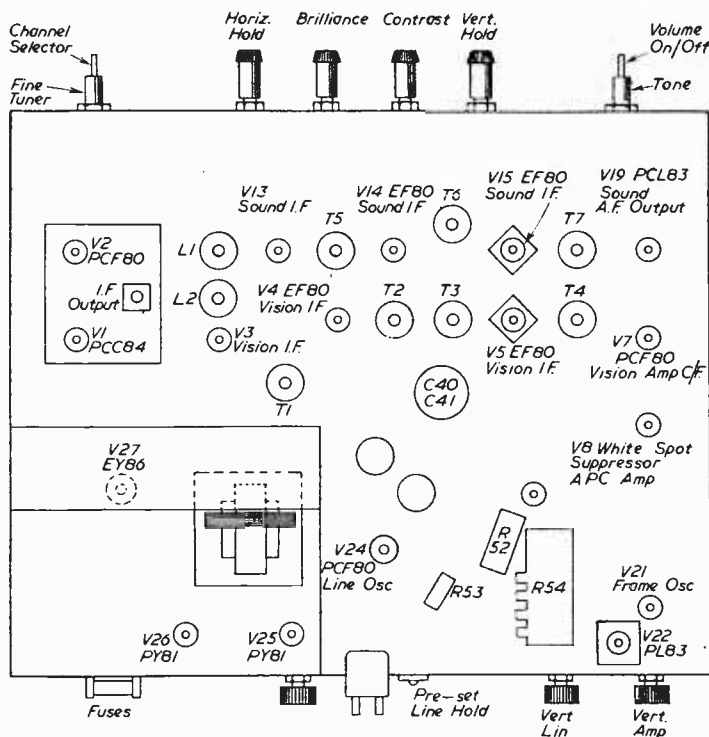 Channel
Selector
Fine
Tuner
Horiz.
Hold
Brilliance
Contrast
Vert.
Hold
Volume
On/Off
Tone
V2
PCF80
I.F
Output
V1
PCC84
L1
L2
V13
Sound I.F
T5
V14 EF80
Sound I F
T6
V15 EF80
Sound I.F.
T7
V19 PCL83
Sound
A.F. Output
V3
Vision I.F.
V4 EF80
Vision I F
T2
T3
V5 EF80
Vision I.F.
T4
V7
PCF80
Vision Amp C/F
T1
C40
C41
V8 White Spot
Suppressor
A P C Amp
V27
EY86
V24
PCF80
Line Osc
R
52
R53
R54
V21
Frame Osc
V22
PL83
V26
PY81
V25
PY81
Fuses
Pre-set
Line Hold
Vert
Lin
Vert.
Amp